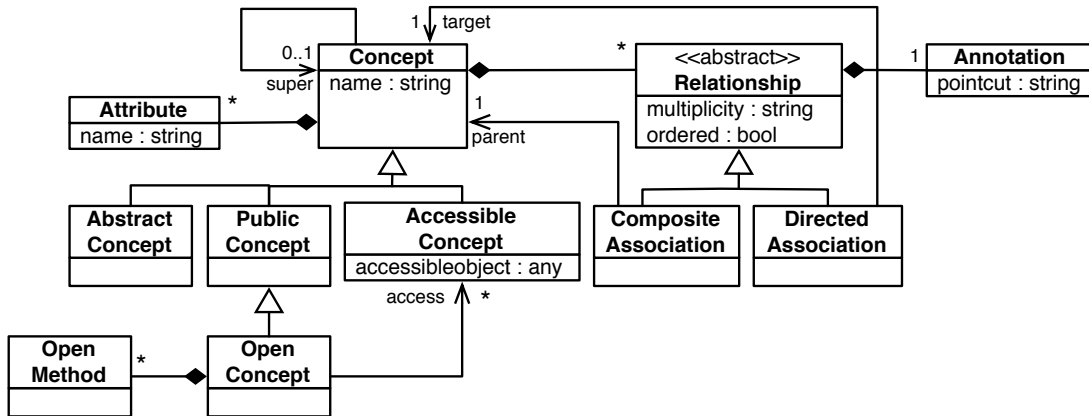 1 target
0..1
super
Concept
name : string
*
<<abstract>>
Relationship
multiplicity : string
ordered : bool
1
Annotation
pointcut : string
Attribute
name : string
*
1
parent
Abstract
Concept
Public
Concept
Accessible
Concept
accessibleobject : any
Composite
Association
Directed
Association
access *
Open
Method
*
Open
Concept